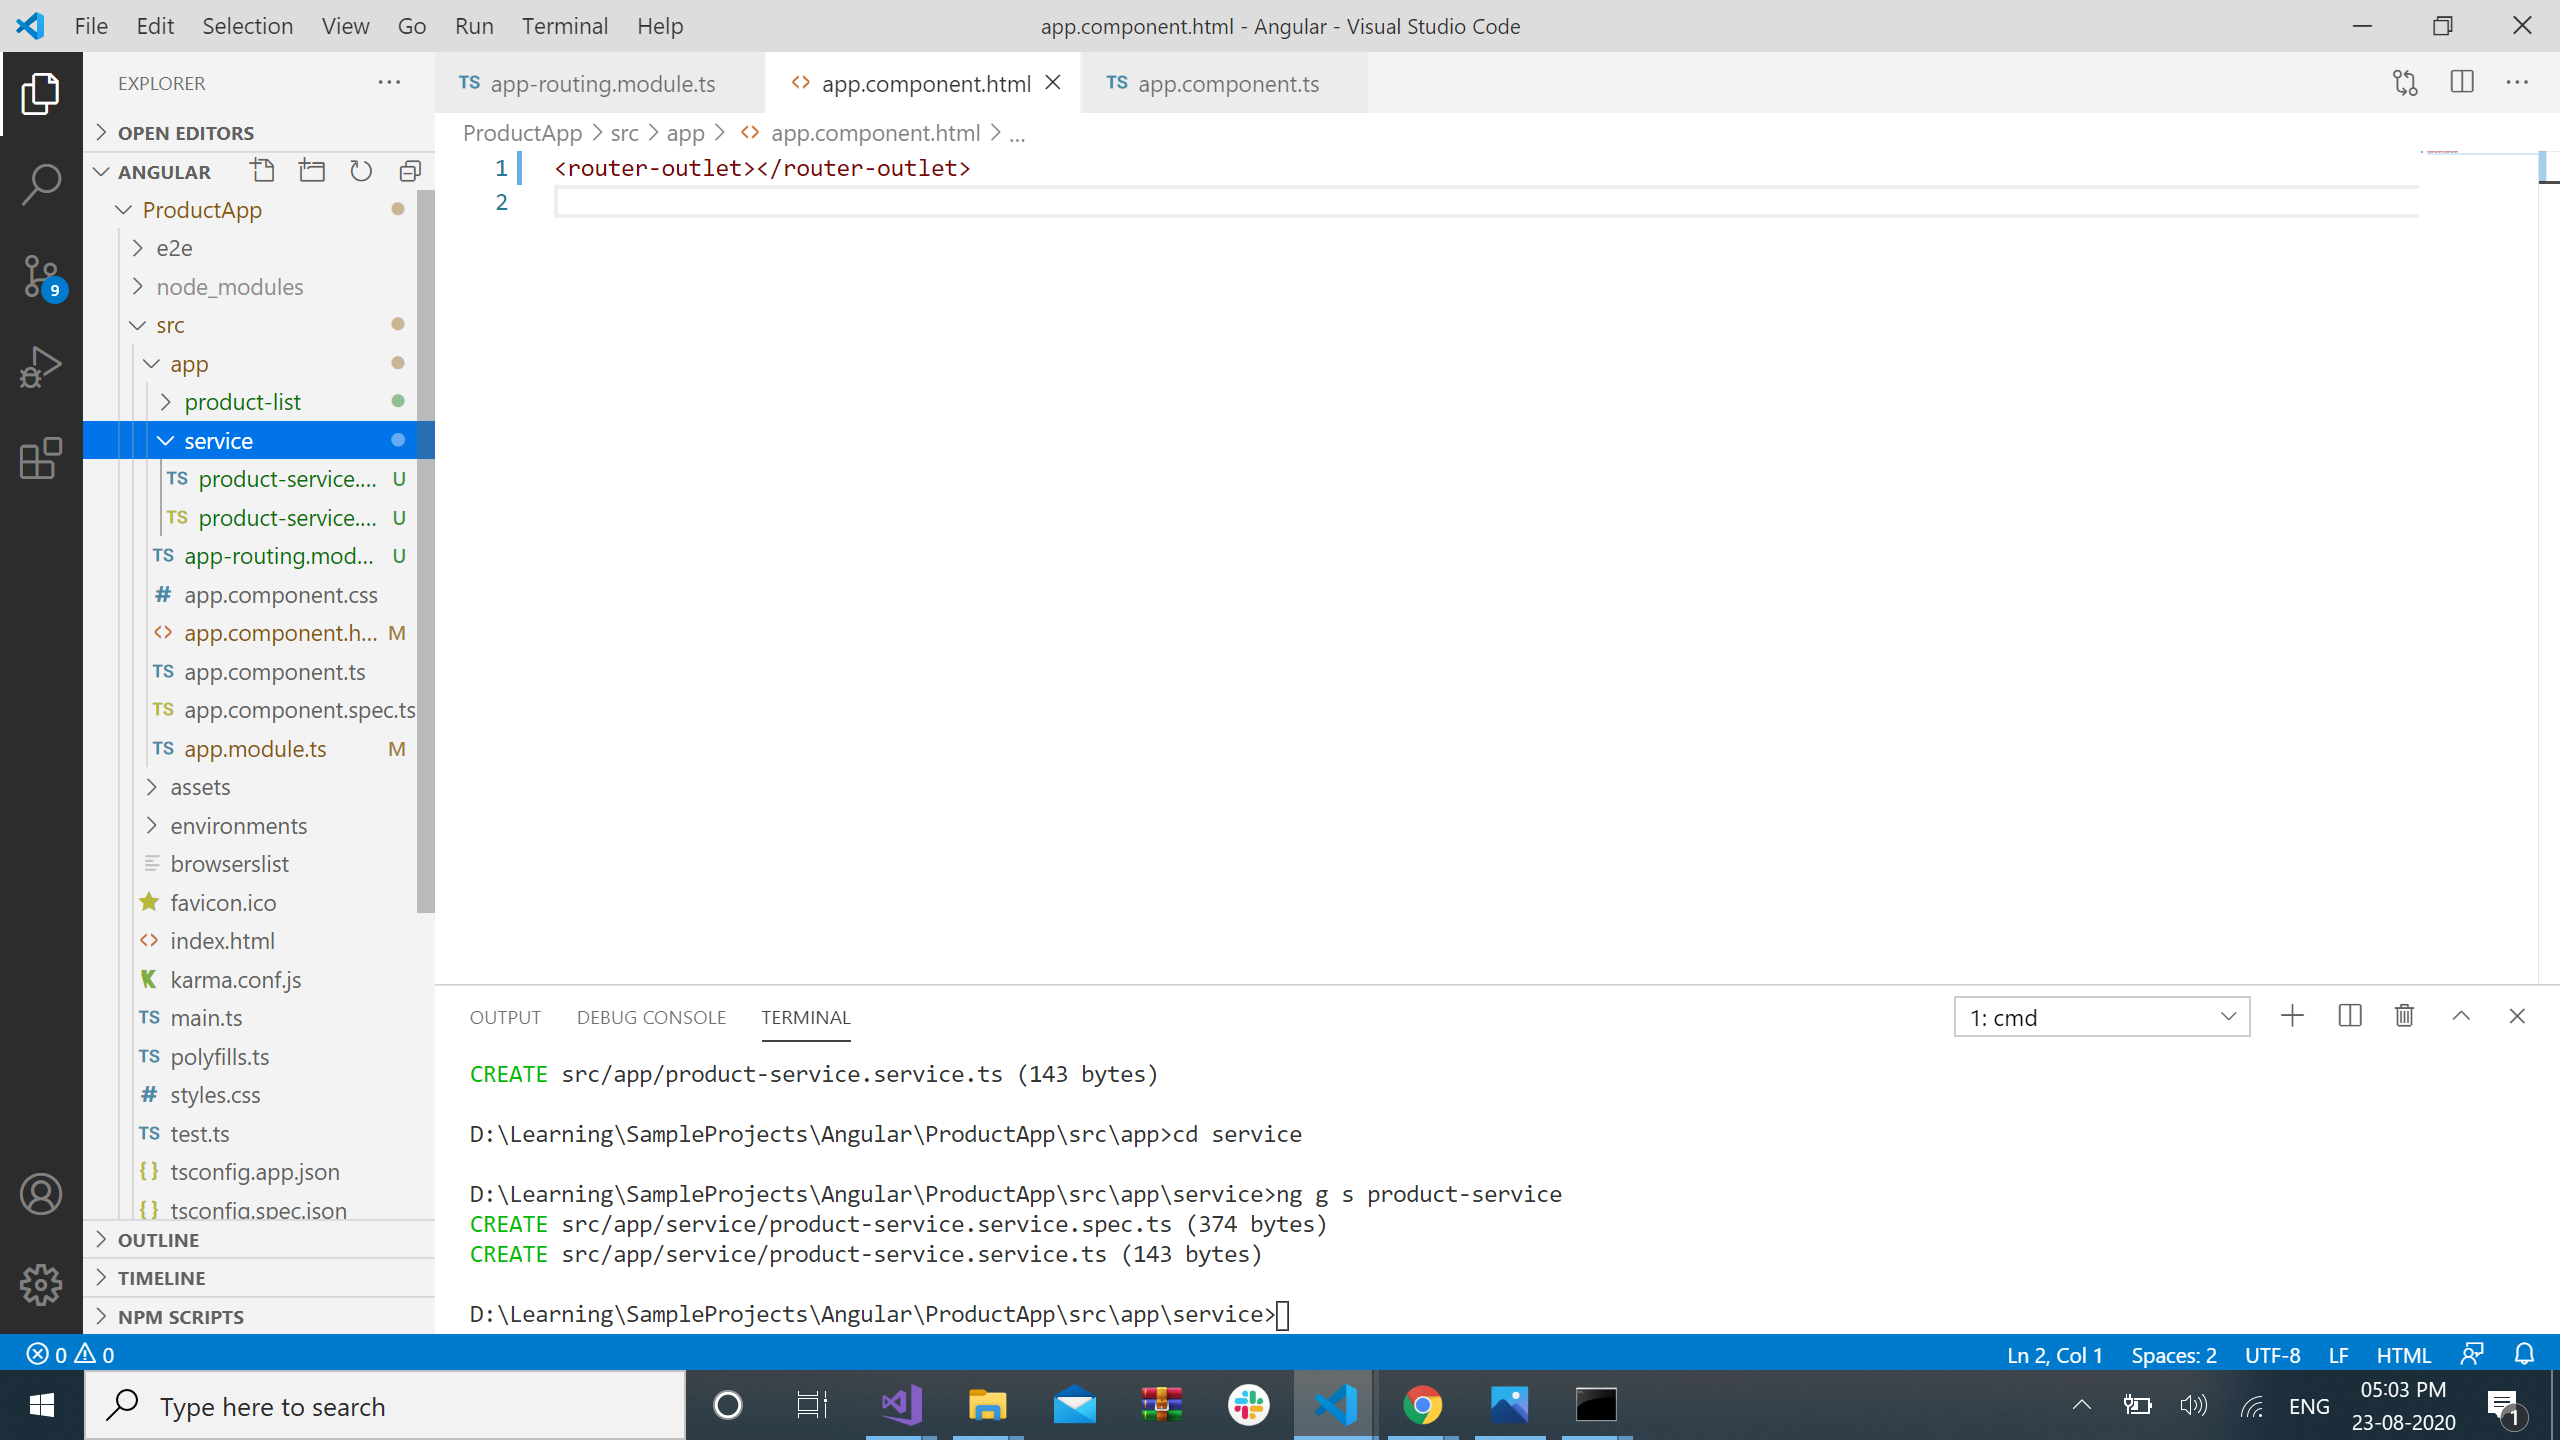 File Edit Selection View Go Run Terminal Help
app.component.html - Angular - Visual Studio Code
EXPLORER
OPEN EDITORS
ANGULAR
ProductApp
e2e
node_modules
src
app
product-list
service
TS product-service.... U
TS product-service.... U
TS app-routing.mod... U
# app.component.css
<> app.component.h... M
TS app.component.ts
TS app.component.spec.ts
TS app.module.ts M
assets
environments
browserslist
favicon.ico
<> index.html
karma.conf.js
TS main.ts
TS polyfills.ts
# styles.css
TS test.ts
{} tsconfig.app.json
{} tsconfig.spec.json
OUTLINE
TIMELINE
NPM SCRIPTS
9
TS app-routing.module.ts
<> app.component.html
TS app.component.ts
ProductApp > src > app > <> app.component.html > ...
1 <router-outlet></router-outlet>
2
OUTPUT DEBUG CONSOLE TERMINAL
1: cmd
CREATE src/app/product-service.service.ts (143 bytes)
D:\Learning\SampleProjects\Angular\ProductApp\src\app>cd service
D:\Learning\SampleProjects\Angular\ProductApp\src\app\service>ng g s product-service
CREATE src/app/service/product-service.service.spec.ts (374 bytes)
CREATE src/app/service/product-service.service.ts (143 bytes)
D:\Learning\SampleProjects\Angular\ProductApp\src\app\service>
0 0
Ln 2, Col 1 Spaces: 2 UTF-8 LF HTML
Type here to search
ENG
05:03 PM
23-08-2020
1